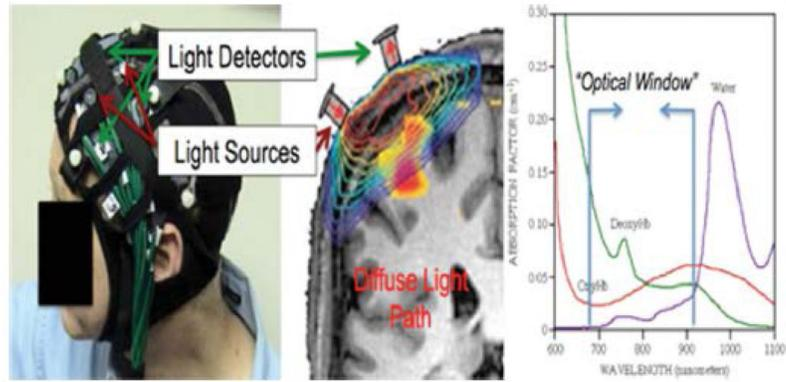 Light Detectors
Light Sources
Diffuse Light
Path
"Optical Window"
Water
DeoxyHb
OxyHb
ABSORPTION FACTOR (cm⁻¹)
0.30
0.25
0.20
0.15
0.10
0.05
0
600
700
800
900
1000
1100
WAVELENGTH (nanometers)